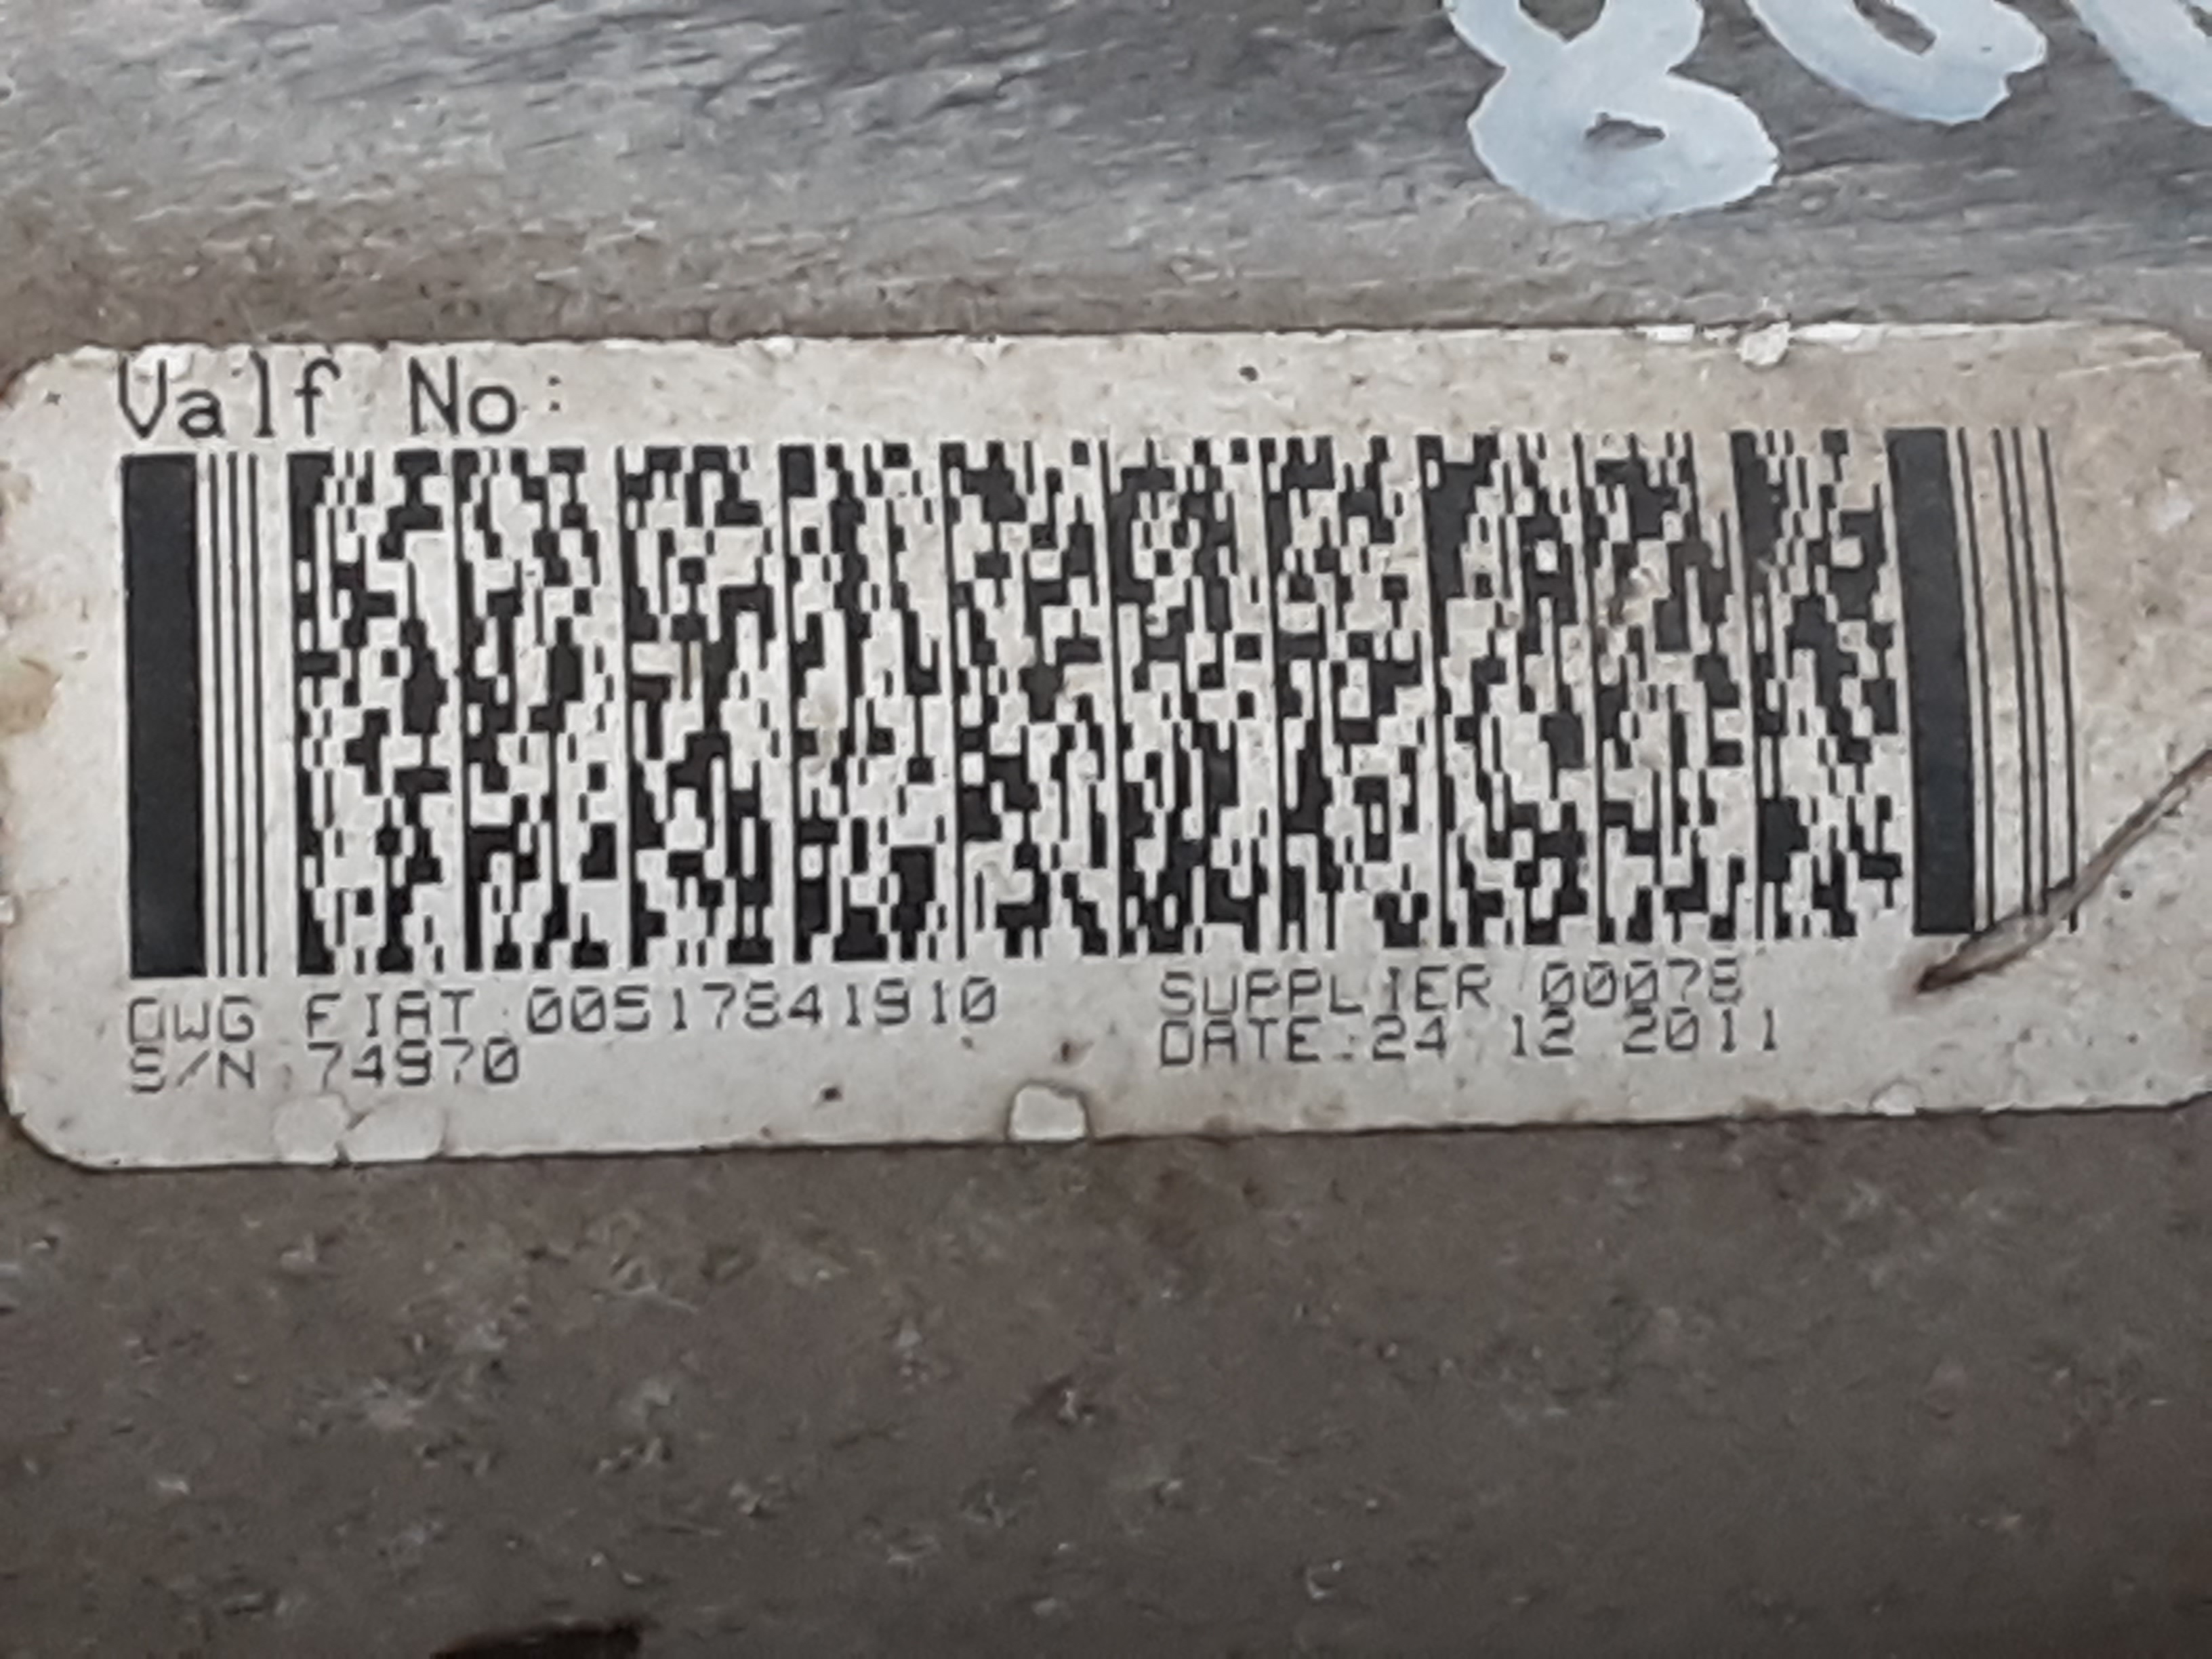 Valf No:
DWG FIAT 00517841910
SUPPLIER 00078
S/N 74970
DATE:24 12 2011